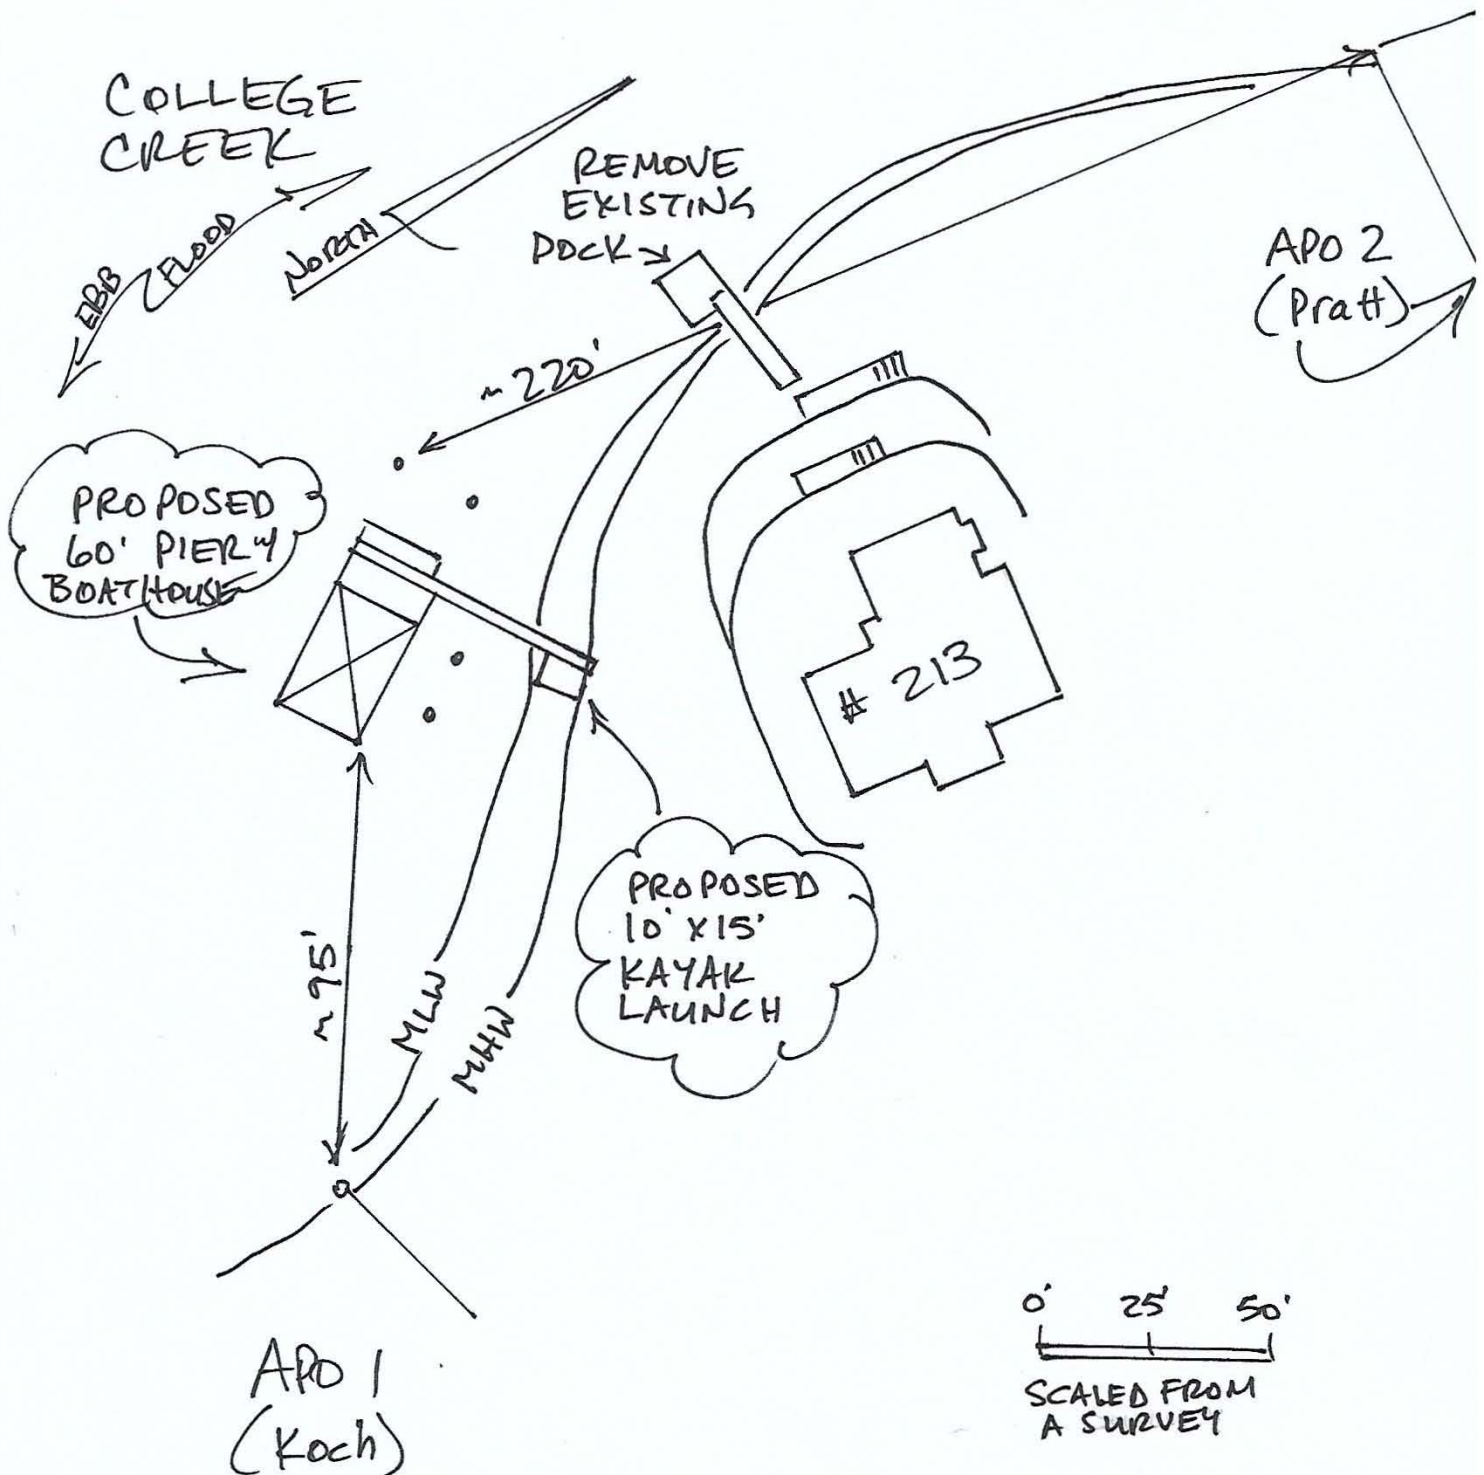 COLLEGE
CREEK
EBB
FLOOD
NORTH
REMOVE
EXISTING
DOCK
APO 2
(Pratt)
~ 220'
PROPOSED
60' PIER w/
BOATHOUSE
# 213
PROPOSED
10' X 15'
KAYAK
LAUNCH
~ 95'
MLW
MHW
APO 1
(Koch)
0' 25' 50'
SCALED FROM
A SURVEY